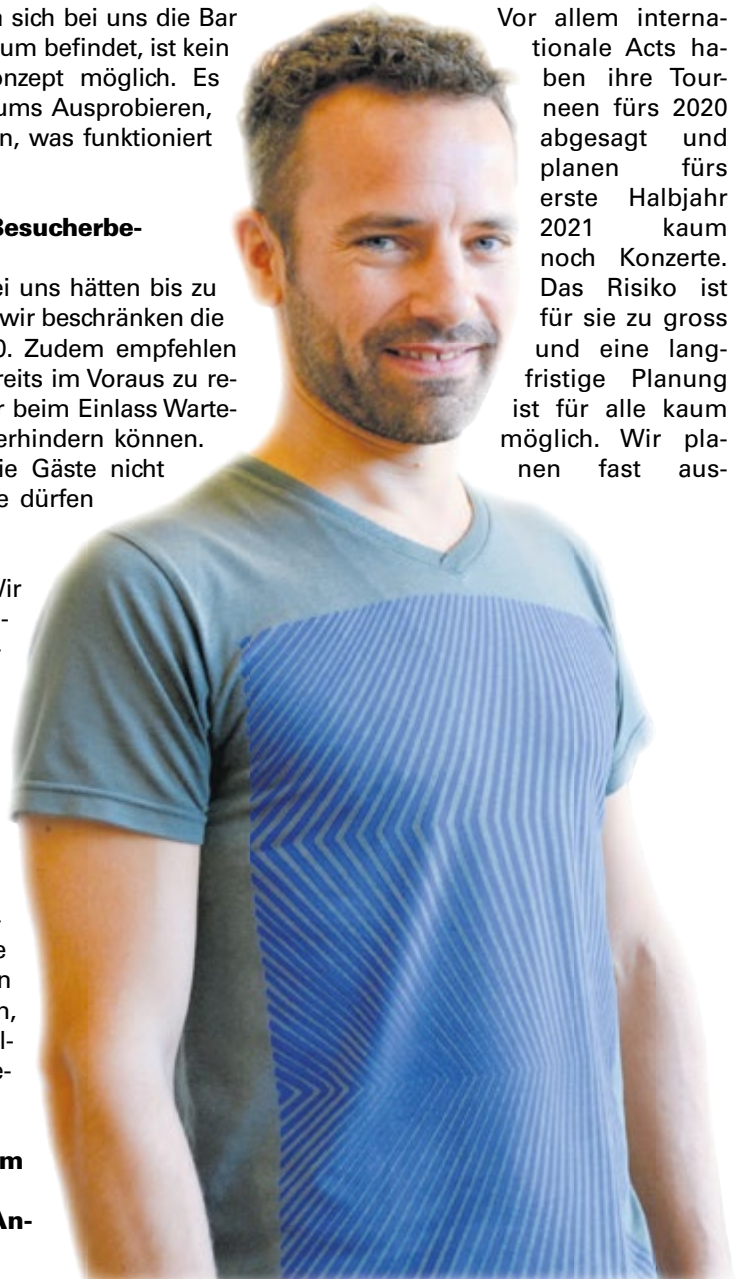 sich bei uns die Bar
um befindet, ist kein
onzept möglich. Es
ums Ausprobieren,
n, was funktioniert
Besucherbe-
ei uns hätten bis zu
wir beschränken die
0. Zudem empfehlen
reits im Voraus zu re-
r beim Einlass Warte-
erhindern können.
ie Gäste nicht
e dürfen
Wir
-
e
n
n,
l-
e-
m
An-
Vor allem interna-
tionale Acts ha-
ben ihre Tour-
neen fürs 2020
abgesagt und
planen fürs
erste Halbjahr
2021 kaum
noch Konzerte.
Das Risiko ist
für sie zu gross
und eine lang-
fristige Planung
ist für alle kaum
möglich. Wir pla-
nen fast aus-